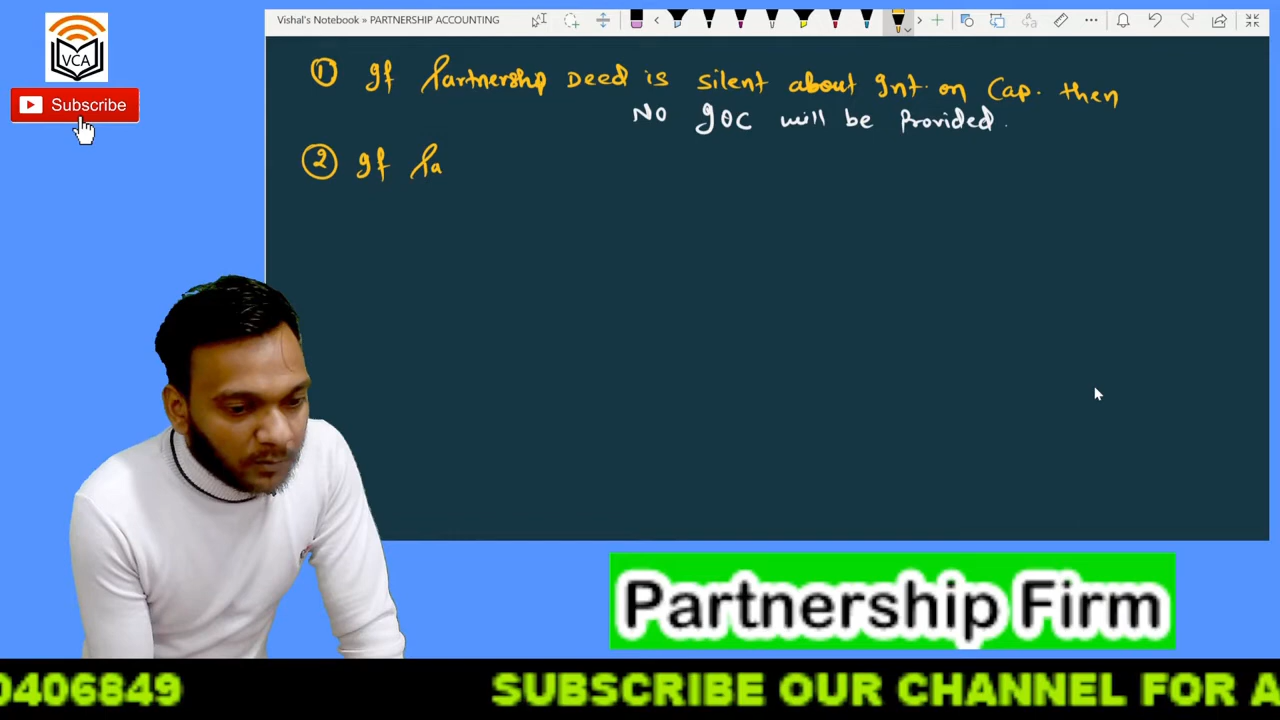 Vishal's Notebook » PARTNERSHIP ACCOUNTING
VCA
Subscribe
① If Partnership Deed is silent about Int. on Cap. then
NO IOC will be Provided.
② If Pa
Partnership Firm
0406849 SUBSCRIBE OUR CHANNEL FOR A